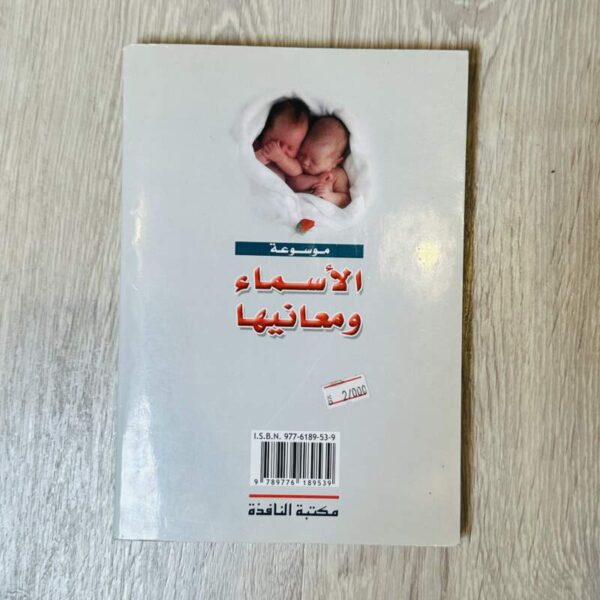 موسوعة
الأسماء
ومعانيها
2/000
I.S.B.N. 977-6189-53-9
9 789776 189539
مكتبة النافذة